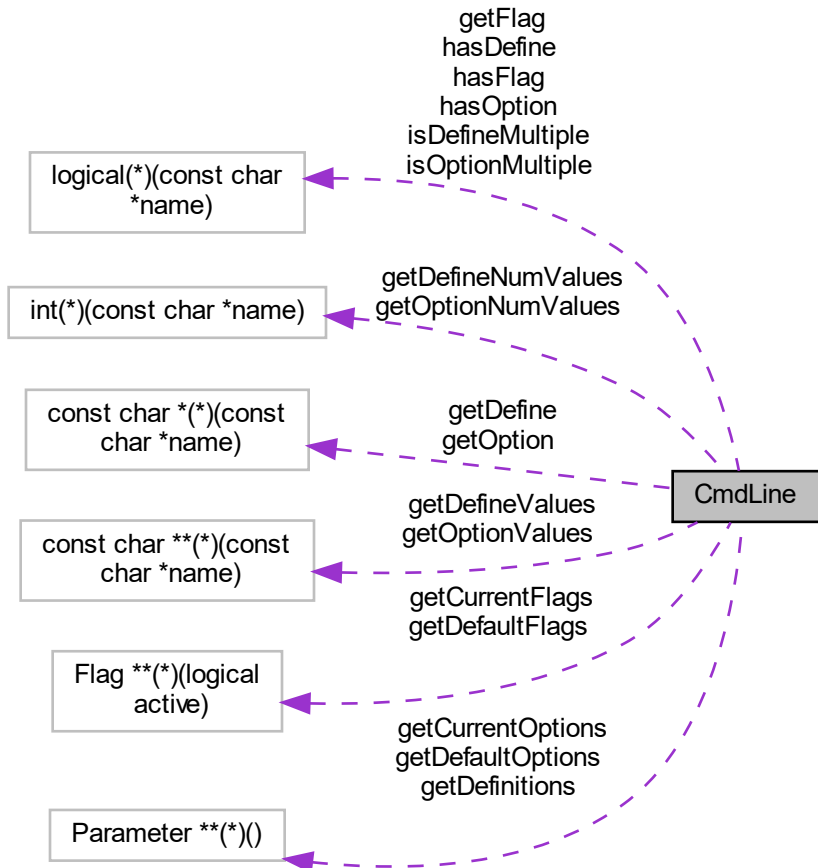 getFlag
hasDefine
hasFlag
hasOption
isDefineMultiple
isOptionMultiple
logical(*)(const char
*name)
getDefineNumValues
getOptionNumValues
int(*)(const char *name)
getDefine
getOption
const char *(*)(const
char *name)
CmdLine
getDefineValues
getOptionValues
const char **(*)(const
char *name)
getCurrentFlags
getDefaultFlags
Flag **(*)(logical
active)
getCurrentOptions
getDefaultOptions
getDefinitions
Parameter **(*)()